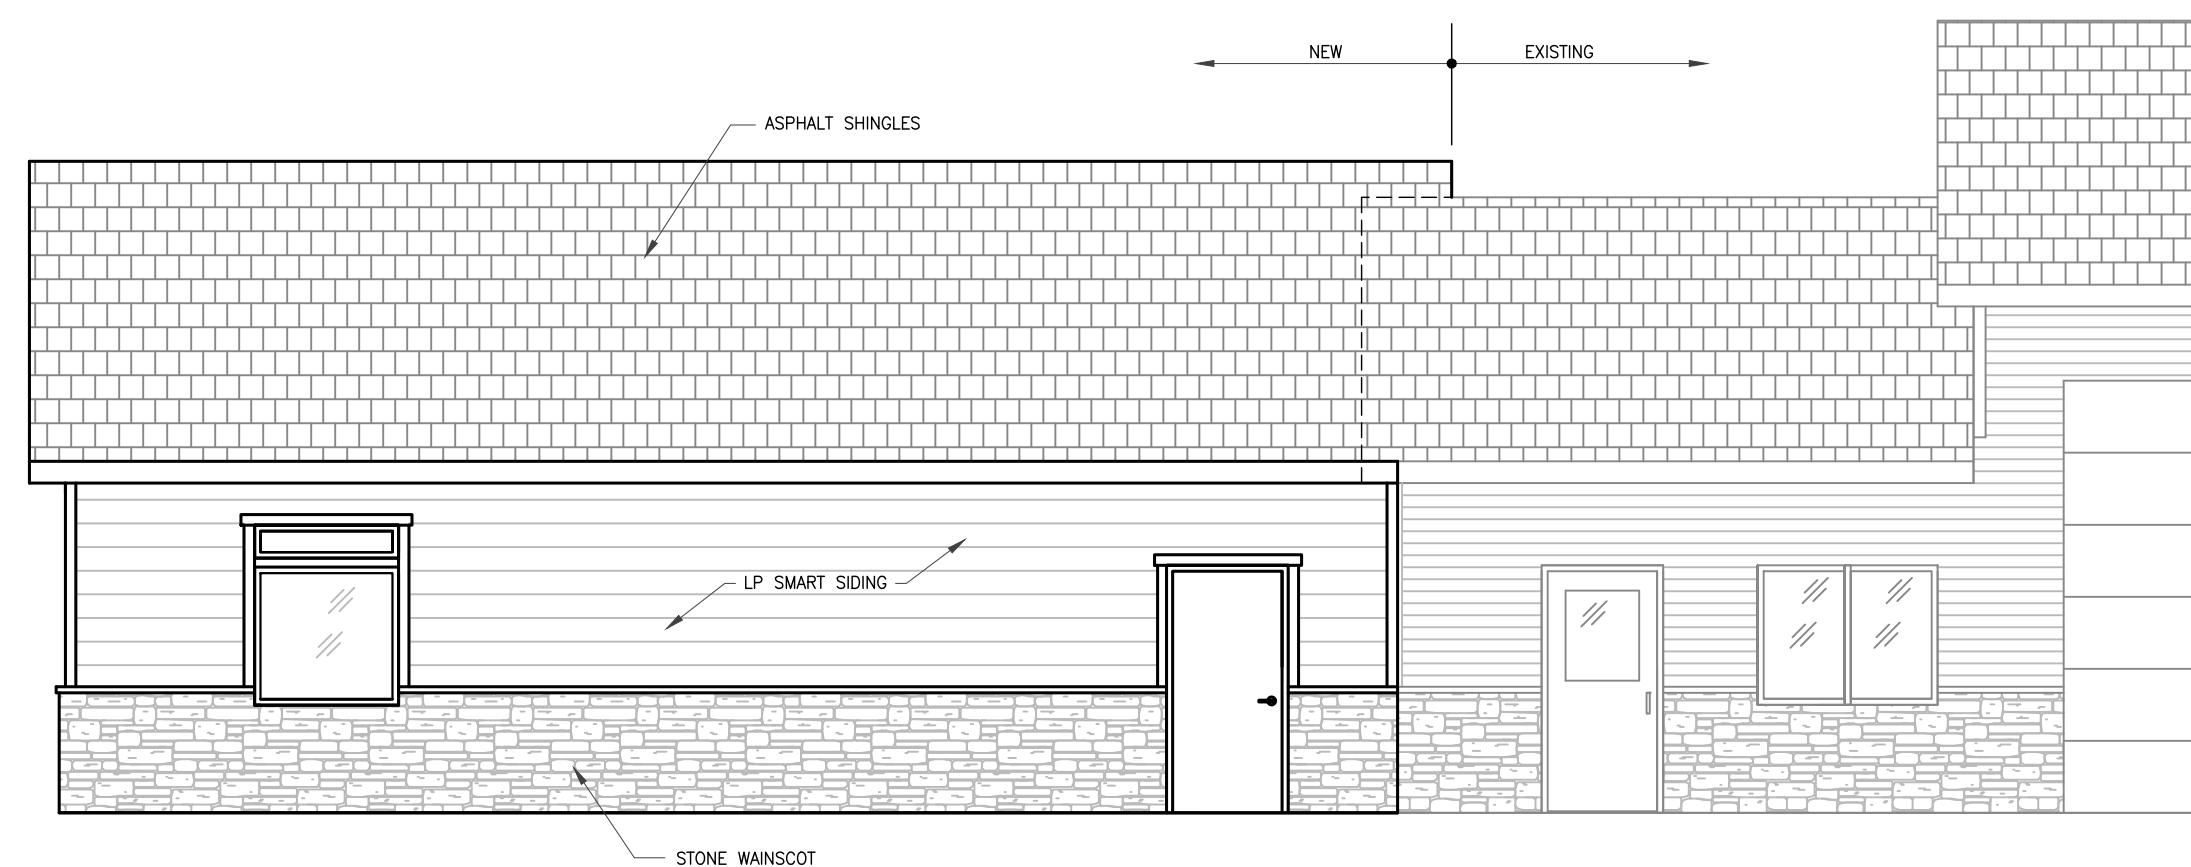 NEW
EXISTING
ASPHALT SHINGLES
LP SMART SIDING
STONE WAINSCOT